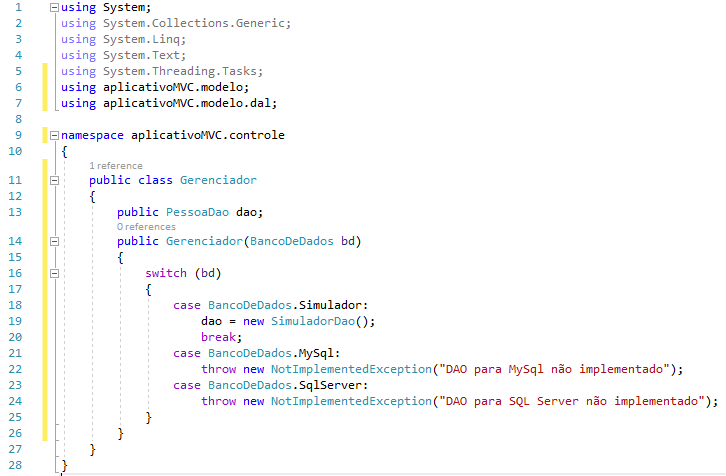 1 using System;
2 using System.Collections.Generic;
3 using System.Linq;
4 using System.Text;
5 using System.Threading.Tasks;
6 using aplicativoMVC.modelo;
7 using aplicativoMVC.modelo.dal;
8
9 namespace aplicativoMVC.controle
10 {
1 reference
11 public class Gerenciador
12 {
13 public PessoaDao dao;
0 references
14 public Gerenciador(BancoDeDados bd)
15 {
16 switch (bd)
17 {
18 case BancoDeDados.Simulador:
19 dao = new SimuladorDao();
20 break;
21 case BancoDeDados.MySql:
22 throw new NotImplementedException("DAO para MySql não implementado");
23 case BancoDeDados.SqlServer:
24 throw new NotImplementedException("DAO para SQL Server não implementado");
25 }
26 }
27 }
28 }